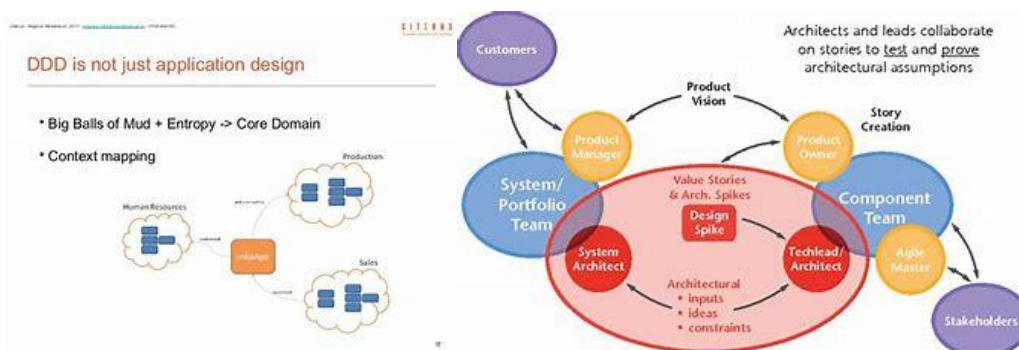 CITERUS
DDD is not just application design
• Big Balls of Mud + Entropy -> Core Domain
• Context mapping
Production
Human Resources
Sales
Architects and leads collaborate
on stories to test and prove
architectural assumptions
Customers
Product
Vision
Product
Manager
Product
Owner
Story
Creation
System/
Portfolio
Team
Value Stories
& Arch. Spikes
Design
Spike
Component
Team
System
Architect
Techlead/
Architect
Agile
Master
Architectural
• inputs
• ideas
• constraints
Stakeholders